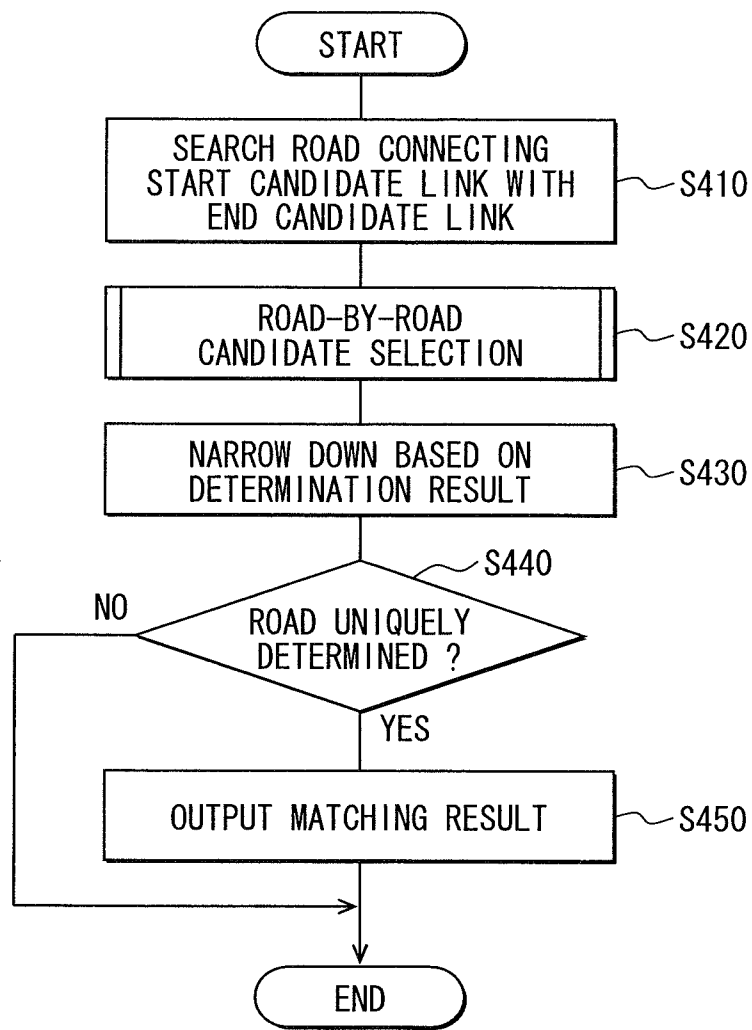 START
SEARCH ROAD CONNECTING
START CANDIDATE LINK WITH
END CANDIDATE LINK
S410
ROAD-BY-ROAD
CANDIDATE SELECTION
S420
NARROW DOWN BASED ON
DETERMINATION RESULT
S430
S440
NO
ROAD UNIQUELY
DETERMINED ?
YES
OUTPUT MATCHING RESULT
S450
END